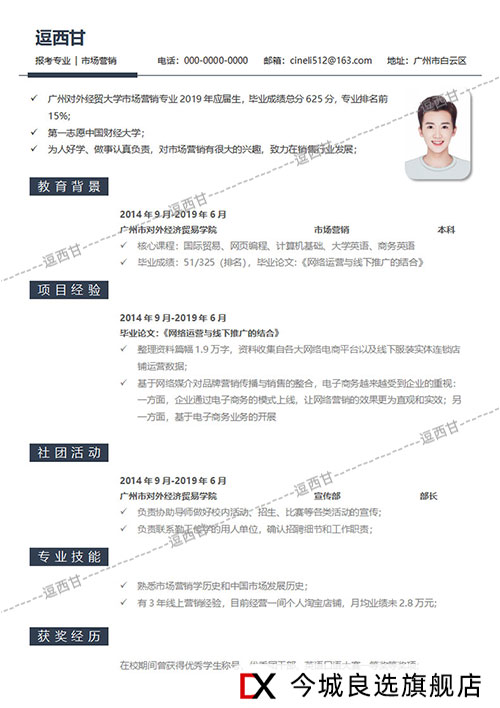 逗西甘
报考专业 | 市场营销 电话：000-0000-0000 邮箱：cineli512@163.com 地址：广州市白云区
✓ 广州对外经贸大学市场营销专业 2019 年应届生，毕业成绩总分 625 分，专业排名前
15%；
✓ 第一志愿中国财经大学；
✓ 为人好学、做事认真负责，对市场营销有很大的兴趣，致力在销售行业发展；
教育背景
2014 年 9 月-2019 年 6 月
广州市对外经济贸易学院 市场营销 本科
✓ 核心课程：国际贸易、网页编程、计算机基础、大学英语、商务英语
✓ 毕业成绩：51/325（排名），毕业论文：《网络运营与线下推广的结合》
项目经验
2014 年 9 月-2019 年 6 月
毕业论文：《网络运营与线下推广的结合》
✓ 整理资料篇幅 1.9 万字，资料收集自各大网络电商平台以及线下服装实体连锁店
铺运营数据；
✓ 基于网络媒介对品牌营销传播与销售的整合，电子商务越来越受到企业的重视：
一方面，企业通过电子商务的模式上线，让网络营销的效果更为直观和实效；另
一方面，基于电子商务业务的开展
社团活动
2014 年 9 月-2019 年 6 月
广州市对外经济贸易学院 宣传部 部长
✓ 负责协助导师做好校内活动、招生、比赛等各类活动的宣传；
✓ 负责联系勤工俭学的用人单位，确认招聘细节和工作职责；
专业技能
✓ 熟悉市场营销学历史和中国市场发展历史；
✓ 有 3 年线上营销经验，目前经营一间个人淘宝店铺，月均业绩未 2.8 万元；
获奖经历
在校期间曾获得优秀学生称号、优秀团干部、英语口语大赛一等奖等奖项；
DX 今城良选旗舰店
逗西甘
逗西甘
逗西甘
逗西甘
逗西甘
逗西甘
逗西甘
逗西甘